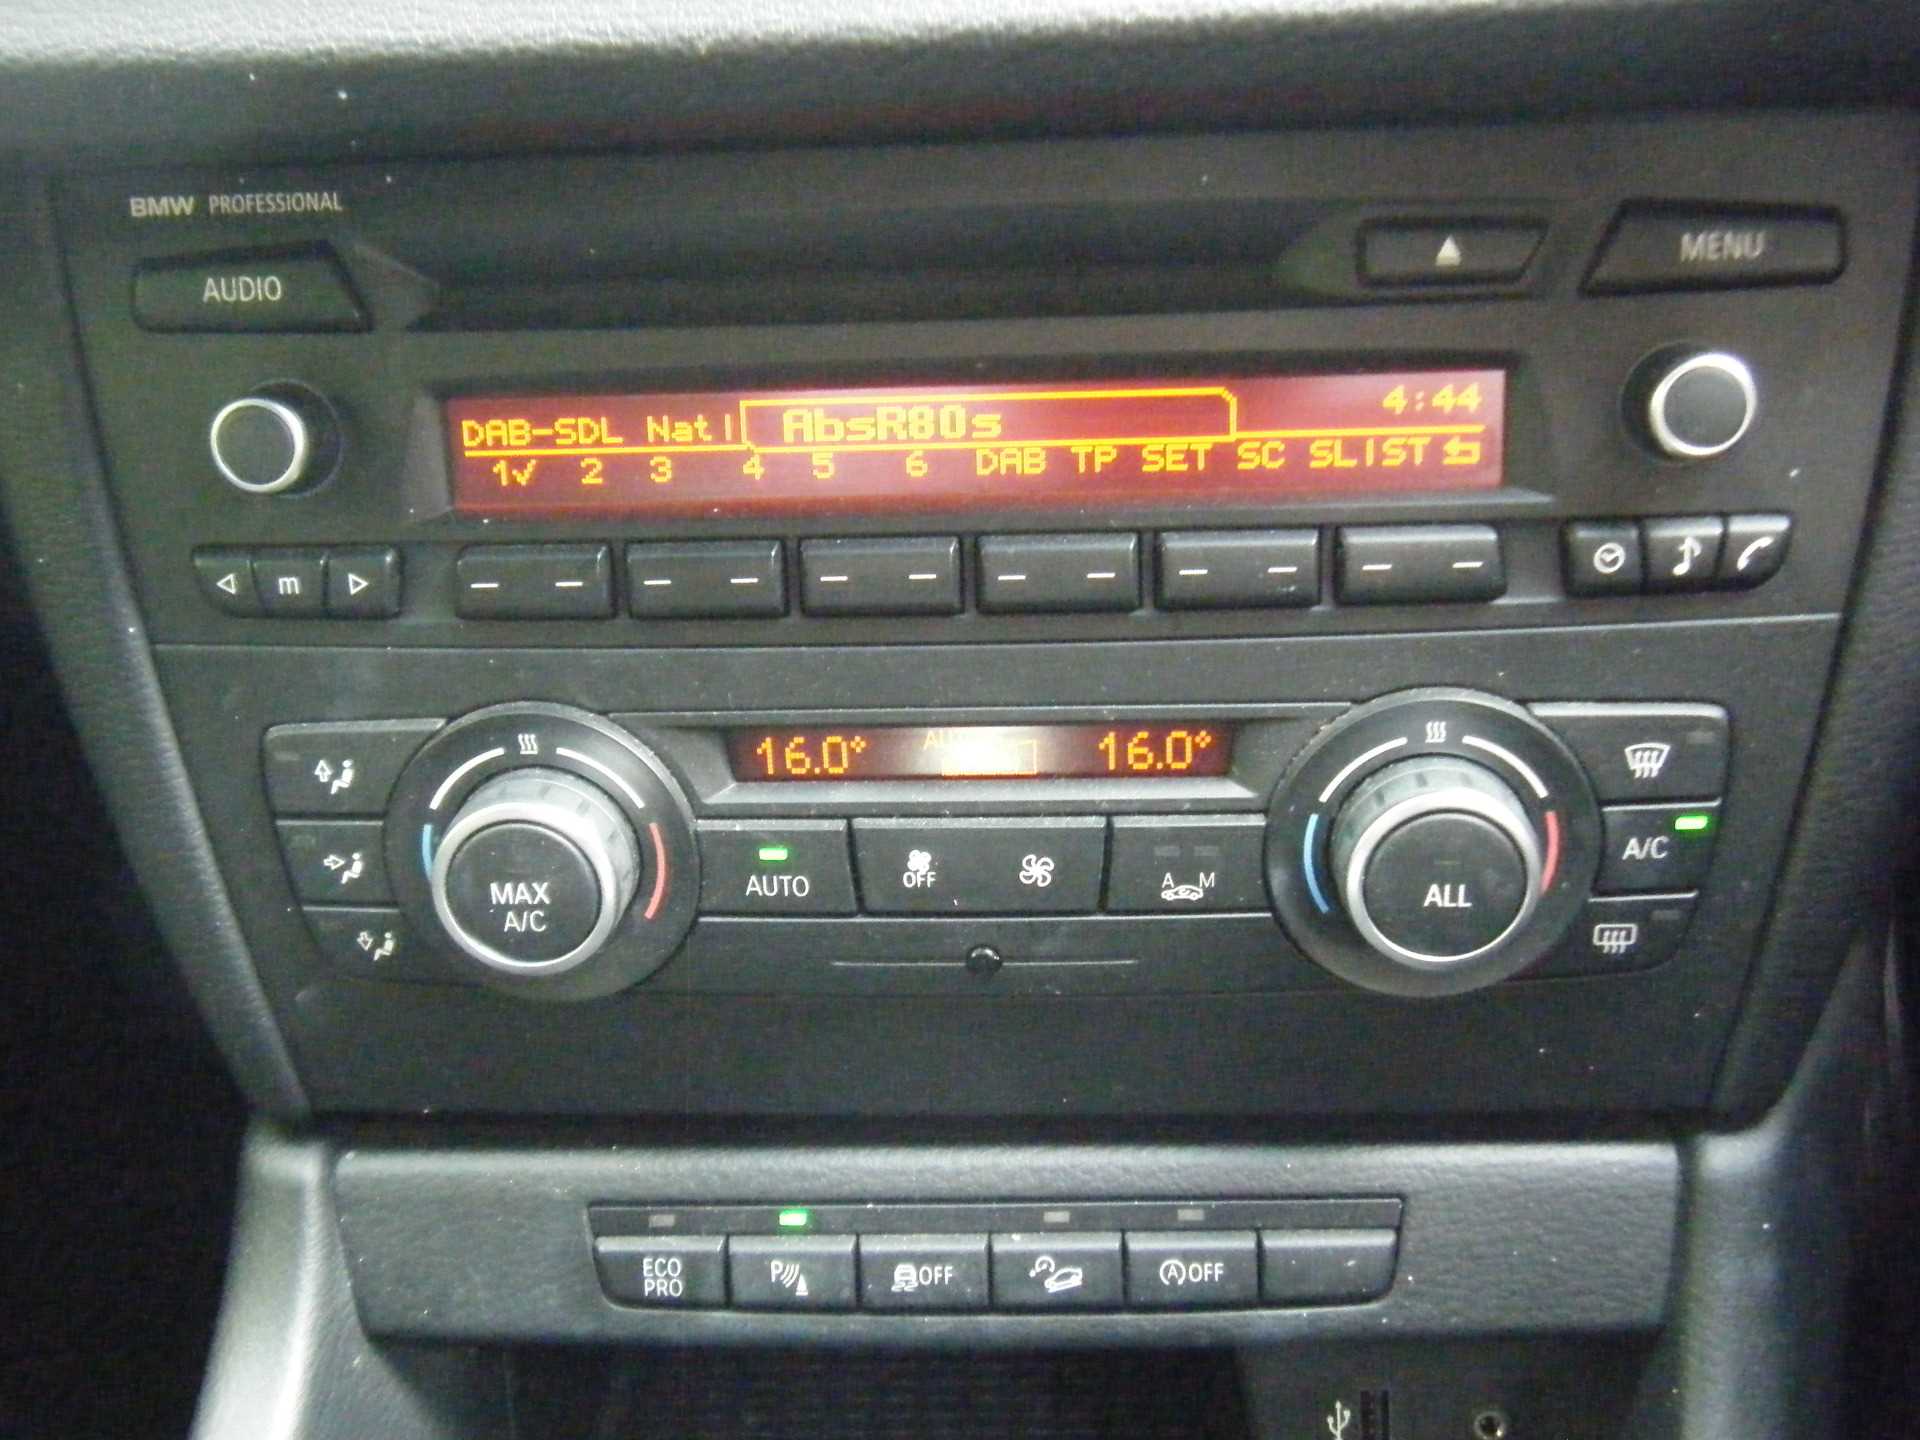 BMW PROFESSIONAL
AUDIO
MENU
DAB-SDL Natl AbsR80s 4:44
1✓ 2 3 4 5 6 DAB TP SET SC SLIST
m
16.0° AUTO 16.0°
MAX A/C
AUTO
OFF
A M
ALL
A/C
ECO PRO
P
OFF
A OFF